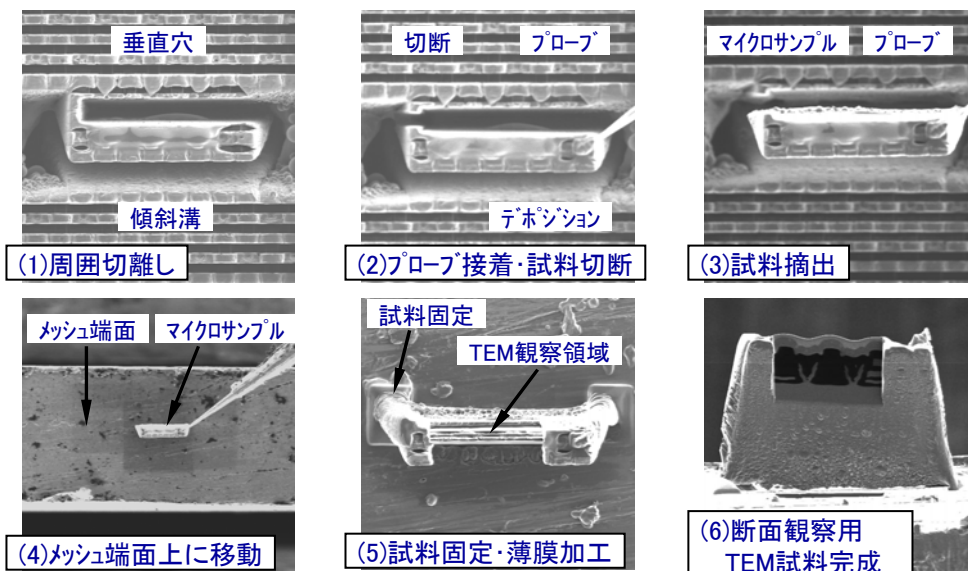 垂直穴
傾斜溝
(1)周囲切離し
切断 ﾌﾟﾛｰﾌﾞ
ﾃﾞﾎﾟｼﾞｼｮﾝ
(2)ﾌﾟﾛｰﾌﾞ接着･試料切断
ﾏｲｸﾛｻﾝﾌﾟﾙ ﾌﾟﾛｰﾌﾞ
(3)試料摘出
ﾒｯｼｭ端面 ﾏｲｸﾛｻﾝﾌﾟﾙ
(4)ﾒｯｼｭ端面上に移動
試料固定
TEM観察領域
(5)試料固定･薄膜加工
(6)断面観察用
TEM試料完成